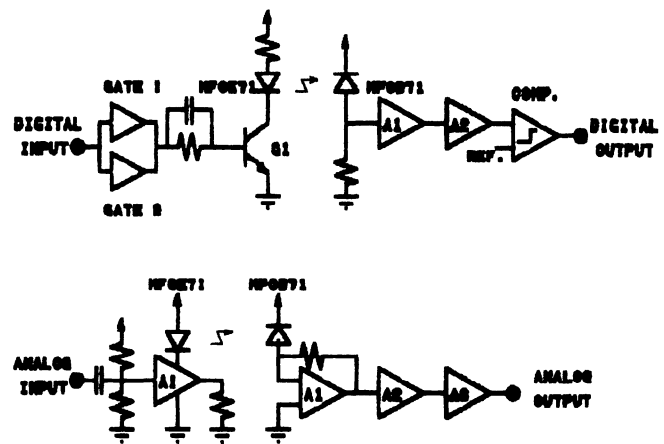 GATE 1
MFOE71
MFOD71
COMP.
DIGITAL
INPUT
A1
A2
DIGITAL
OUTPUT
Q1
REF.
GATE 2
MFOE71
MFOD71
ANALOG
INPUT
A1
A1
A2
A3
ANALOG
OUTPUT